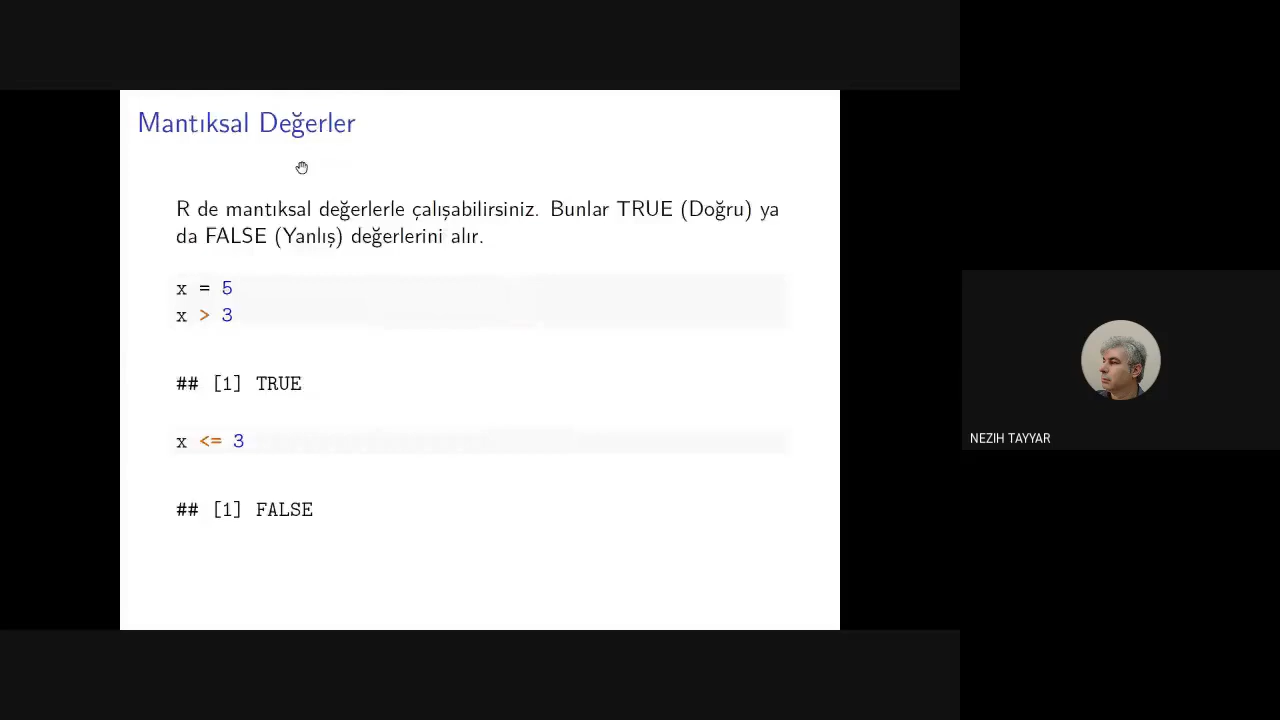 Mantıksal Değerler
R de mantıksal değerlerle çalışabilirsiniz. Bunlar TRUE (Doğru) ya
da FALSE (Yanlış) değerlerini alır.
x = 5
x > 3
## [1] TRUE
x <= 3
## [1] FALSE
NEZIH TAYYAR